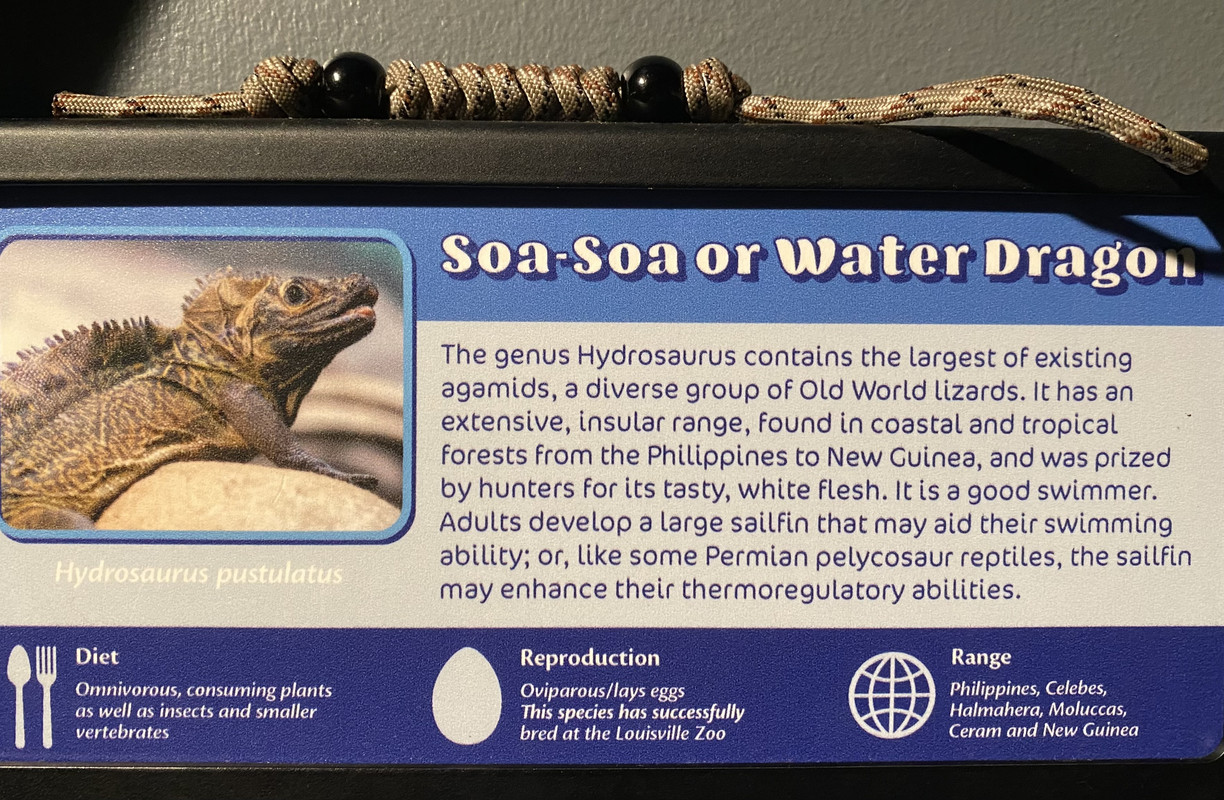 Soa-Soa or Water Dragon
The genus Hydrosaurus contains the largest of existing
agamids, a diverse group of Old World lizards. It has an
extensive, insular range, found in coastal and tropical
forests from the Philippines to New Guinea, and was prized
by hunters for its tasty, white flesh. It is a good swimmer.
Adults develop a large sailfin that may aid their swimming
ability; or, like some Permian pelycosaur reptiles, the sailfin
may enhance their thermoregulatory abilities.
Hydrosaurus pustulatus
Diet
Omnivorous, consuming plants
as well as insects and smaller
vertebrates
Reproduction
Oviparous/lays eggs
This species has successfully
bred at the Louisville Zoo
Range
Philippines, Celebes,
Halmahera, Moluccas,
Ceram and New Guinea